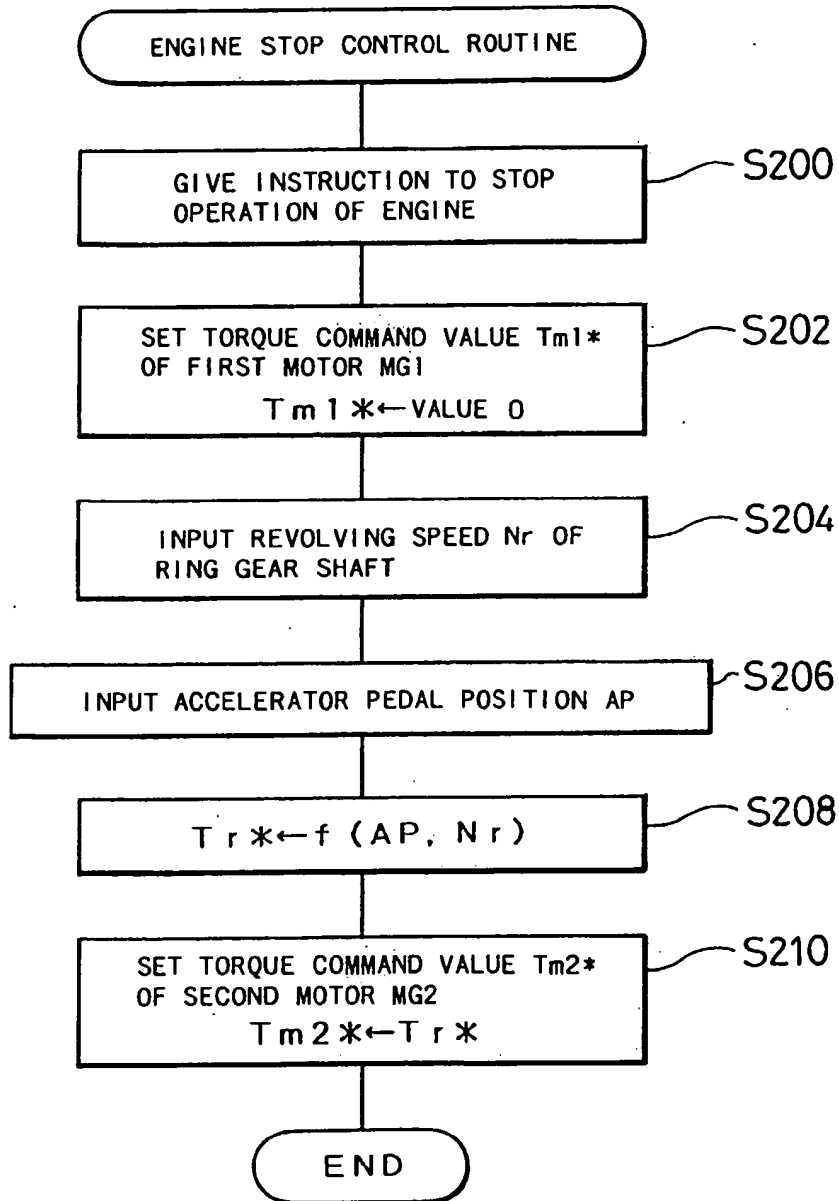 ENGINE STOP CONTROL ROUTINE
GIVE INSTRUCTION TO STOP
OPERATION OF ENGINE
S200
SET TORQUE COMMAND VALUE Tm1*
OF FIRST MOTOR MG1
Tm1*←VALUE 0
S202
INPUT REVOLVING SPEED Nr OF
RING GEAR SHAFT
S204
INPUT ACCELERATOR PEDAL POSITION AP
S206
Tr*←f (AP, Nr)
S208
SET TORQUE COMMAND VALUE Tm2*
OF SECOND MOTOR MG2
Tm2*←Tr*
S210
END